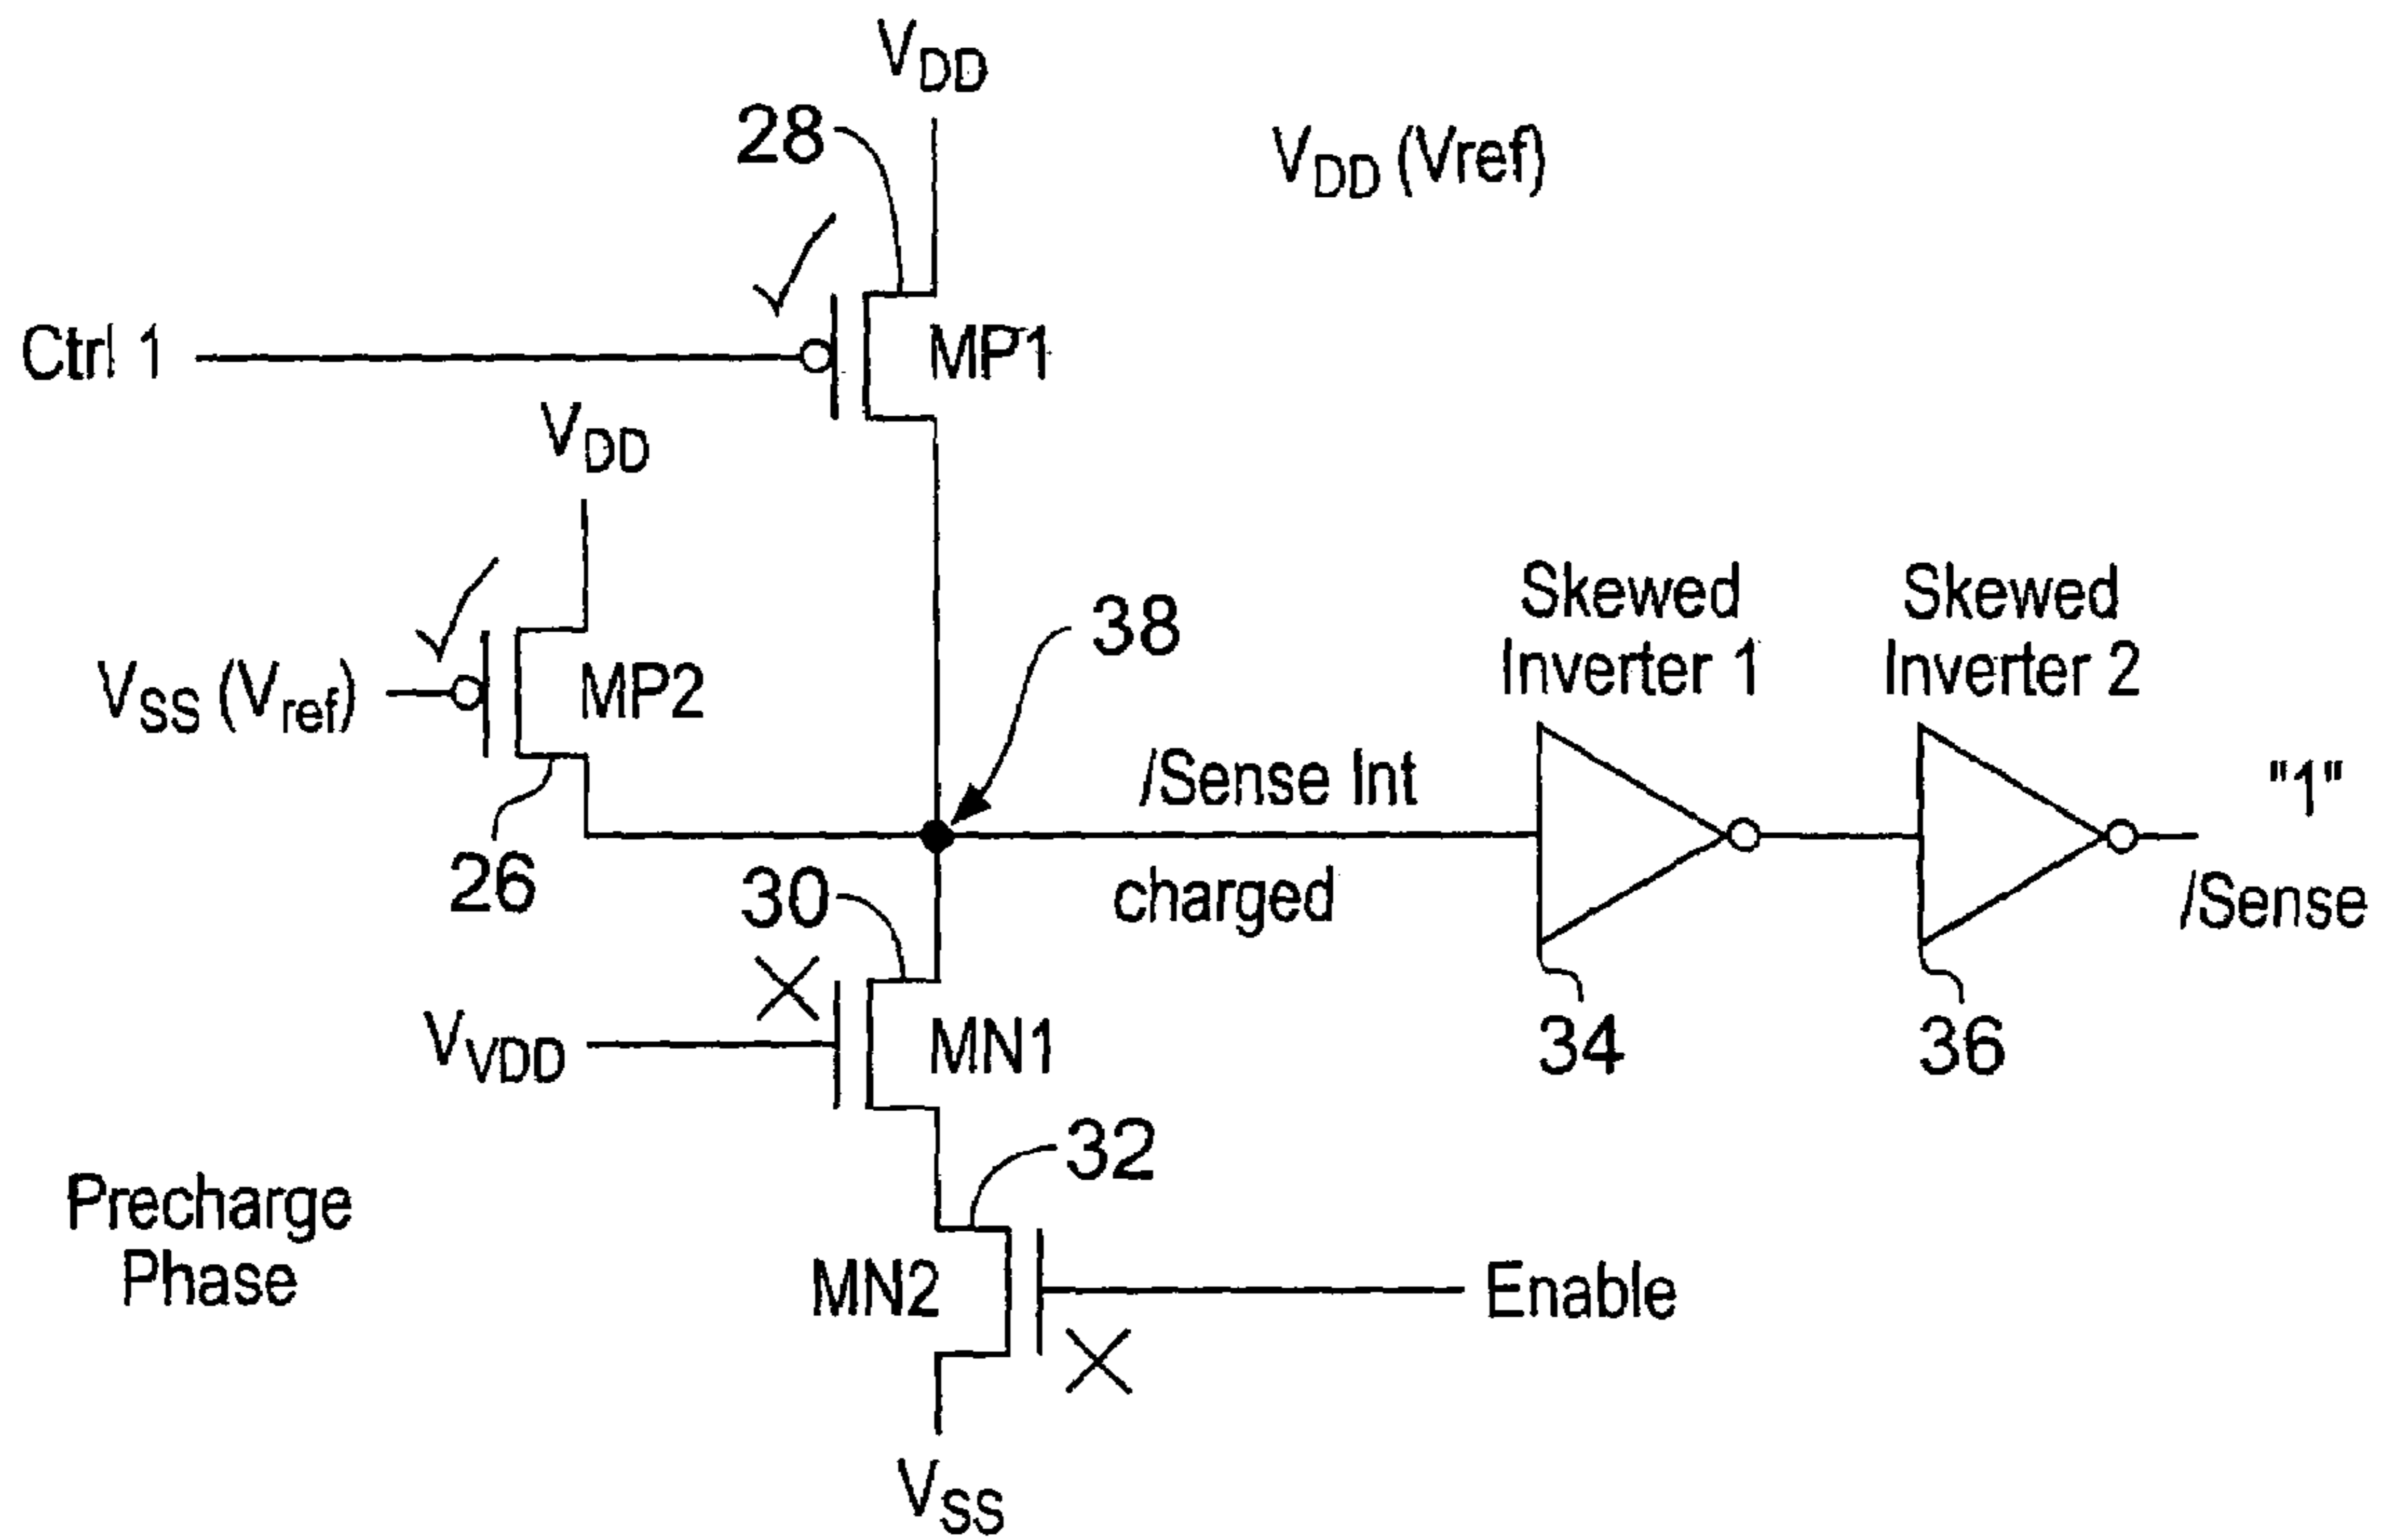 VDD
28
VDD (Vref)
Ctrl 1
MP1
VDD
VSS (Vref)
MP2
26
38
/Sense Int
charged
Skewed
Inverter 1
Skewed
Inverter 2
"1"
/Sense
30
VVDD
MN1
34
36
32
Precharge
Phase
MN2
Enable
VSS